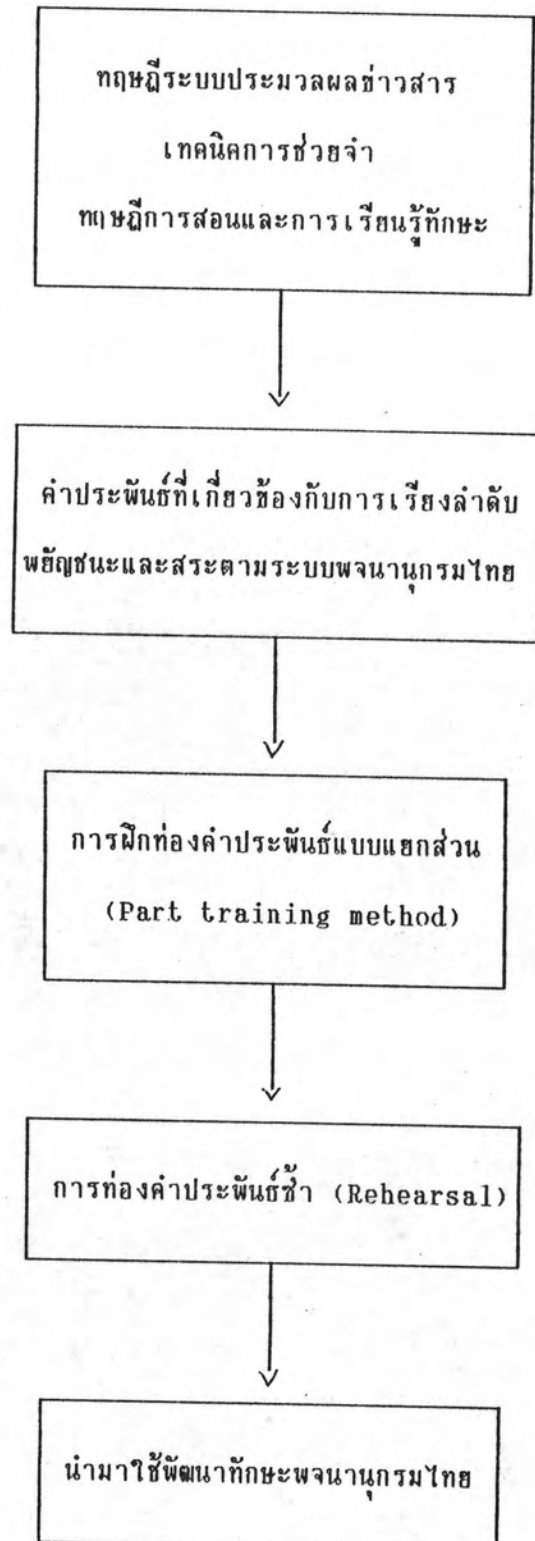 ทฤษฎีระบบประมวลผลข่าวสาร
เทคนิคการช่วยจำ
ทฤษฎีการสอนและการเรียนรู้ทักษะ
คำประพันธ์ที่เกี่ยวข้องกับการเรียงลำดับ
พยัญชนะและสระตามระบบพจนานุกรมไทย
การฝึกท่องคำประพันธ์แบบแยกส่วน
(Part training method)
การท่องคำประพันธ์ซ้ำ (Rehearsal)
นำมาใช้พัฒนาทักษะพจนานุกรมไทย